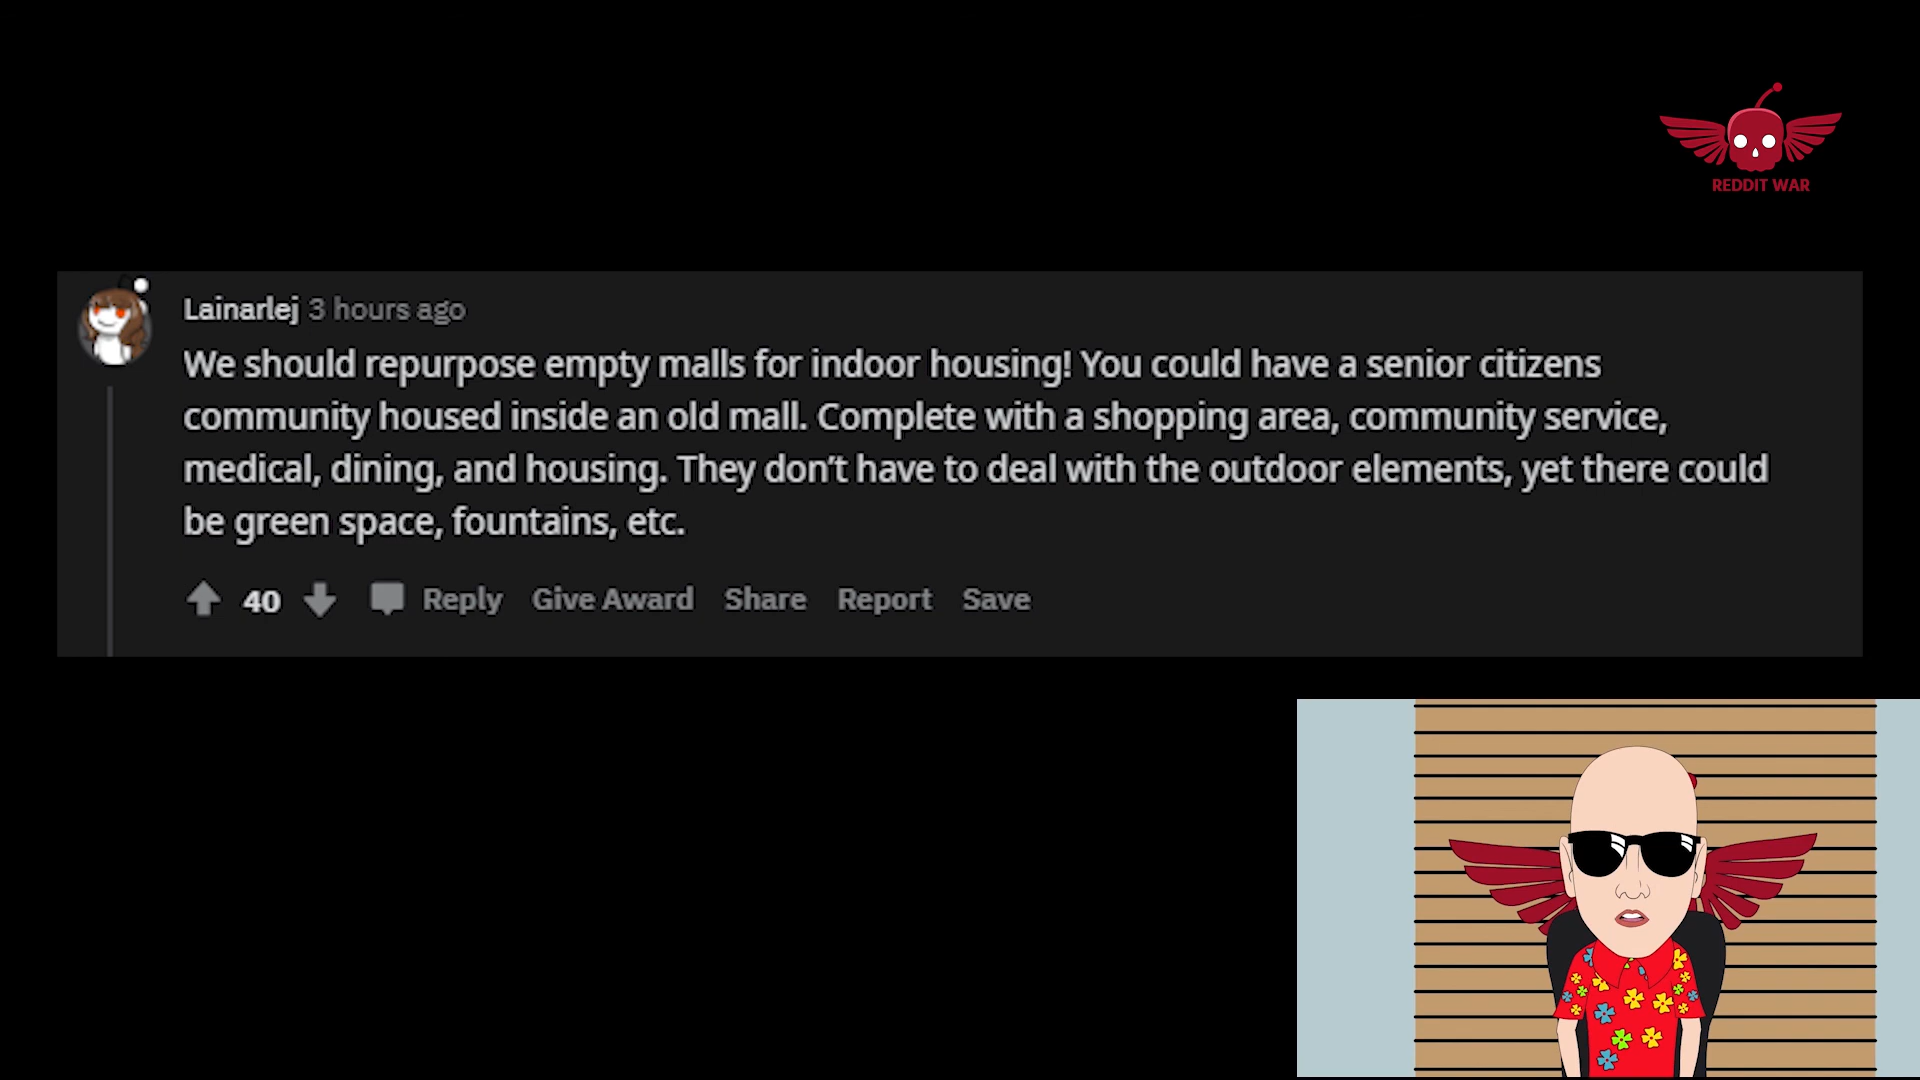 REDDIT WAR
Lainarlej 3 hours ago
We should repurpose empty malls for indoor housing! You could have a senior citizens
community housed inside an old mall. Complete with a shopping area, community service,
medical, dining, and housing. They don’t have to deal with the outdoor elements, yet there could
be green space, fountains, etc.
40 Reply Give Award Share Report Save